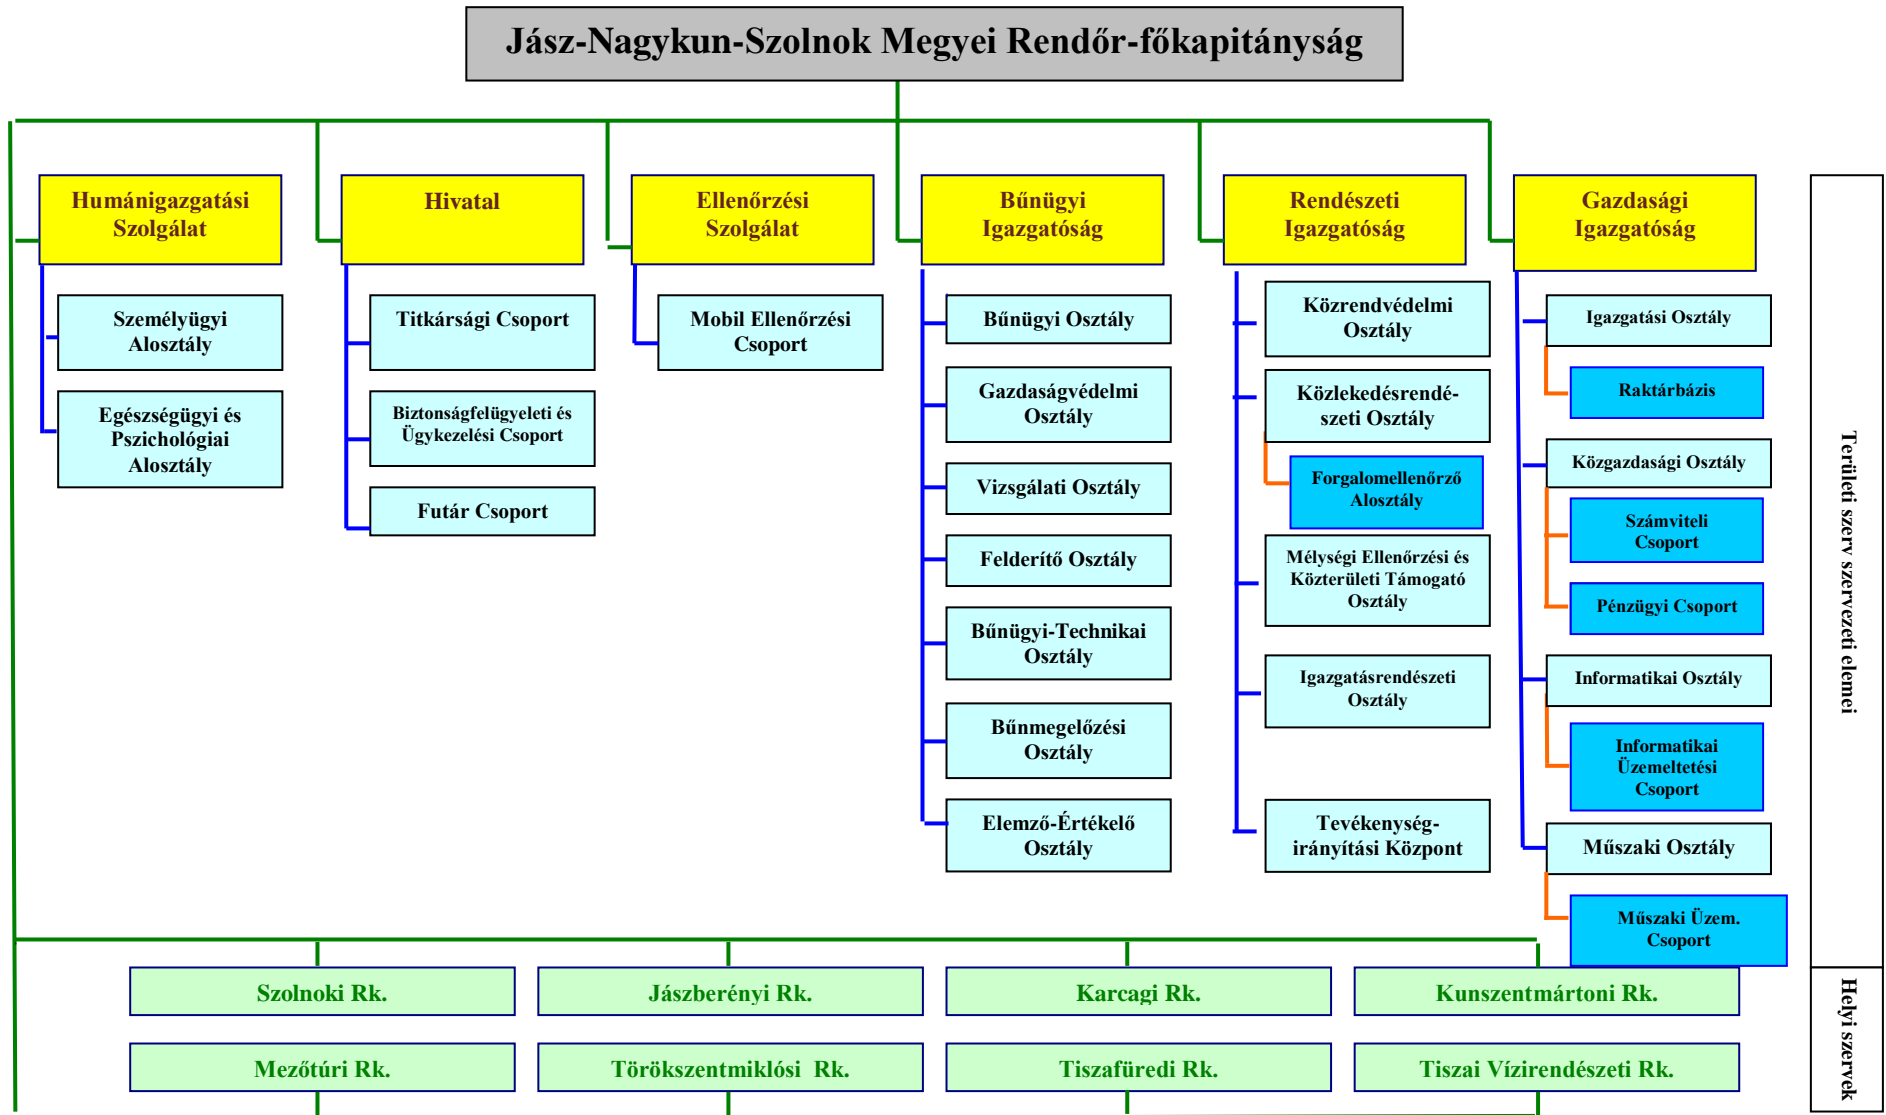 Jász-Nagykun-Szolnok Megyei Rendőr-főkapitányság
Humánigazgatási
Szolgálat
Személyügyi
Alosztály
Egészségügyi és
Pszichológiai
Alosztály
Hivatal
Titkársági Csoport
Biztonságfelügyeleti és
Ügykezelési Csoport
Futár Csoport
Ellenőrzési
Szolgálat
Mobil Ellenőrzési
Csoport
Bűnügyi
Igazgatóság
Bűnügyi Osztály
Gazdaságvédelmi
Osztály
Vizsgálati Osztály
Felderítő Osztály
Bűnügyi-Technikai
Osztály
Bűnmegelőzési
Osztály
Elemző-Értékelő
Osztály
Rendészeti
Igazgatóság
Közrendvédelmi
Osztály
Közlekedésrendé-
szeti Osztály
Forgalomellenőrző
Alosztály
Mélységi Ellenőrzési és
Közterületi Támogató
Osztály
Igazgatásrendészeti
Osztály
Tevékenység-
irányítási Központ
Gazdasági
Igazgatóság
Igazgatási Osztály
Raktárbázis
Közgazdasági Osztály
Számviteli
Csoport
Pénzügyi Csoport
Informatikai Osztály
Informatikai
Üzemeltetési
Csoport
Műszaki Osztály
Műszaki Üzem.
Csoport
Területi szerv szervezeti elemei
Szolnoki Rk.
Jászberényi Rk.
Karcagi Rk.
Kunszentmártoni Rk.
Mezőtúri Rk.
Törökszentmiklósi Rk.
Tiszafüredi Rk.
Tiszai Vízirendészeti Rk.
Helyi szervek